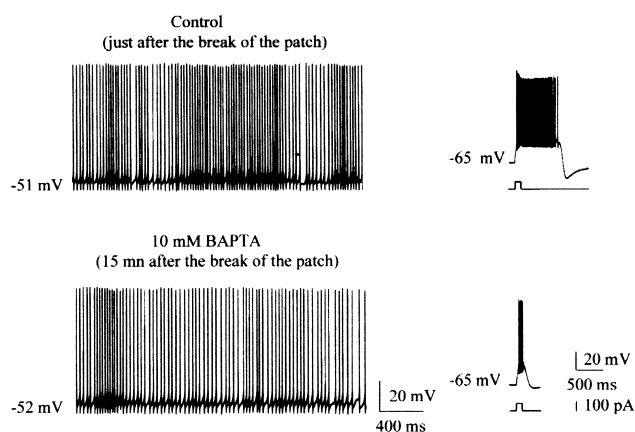 Control
(just after the break of the patch)
-51 mV
-65 mV
10 mM BAPTA
(15 mn after the break of the patch)
-52 mV
20 mV
400 ms
-65 mV
20 mV
500 ms
100 pA